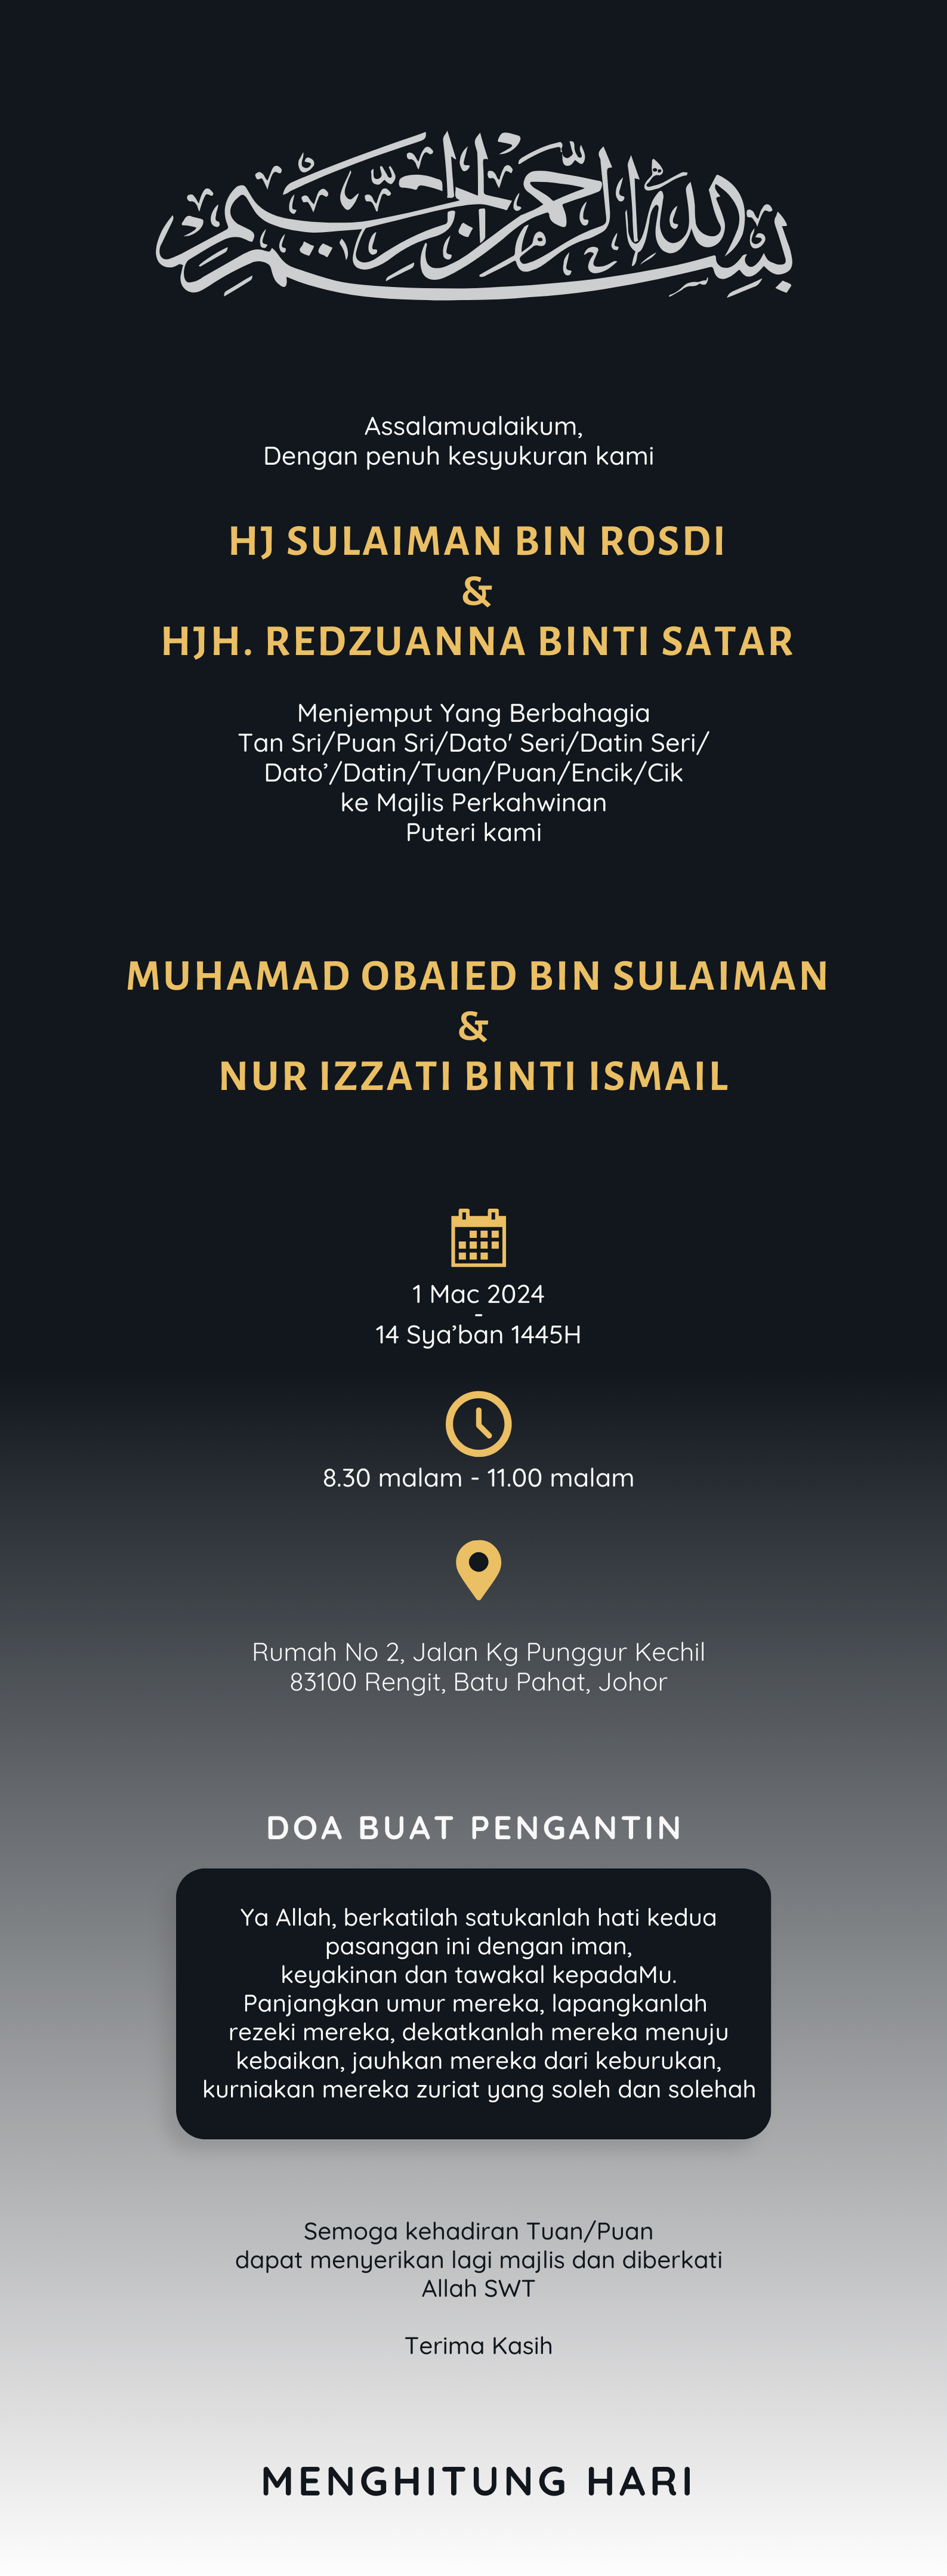 بسم الله الرحمن الرحيم
Assalamualaikum,
Dengan penuh kesyukuran kami
HJ SULAIMAN BIN ROSDI
&
HJH. REDZUANNA BINTI SATAR
Menjemput Yang Berbahagia
Tan Sri/Puan Sri/Dato' Seri/Datin Seri/
Dato’/Datin/Tuan/Puan/Encik/Cik
ke Majlis Perkahwinan
Puteri kami
MUHAMAD OBAIED BIN SULAIMAN
&
NUR IZZATI BINTI ISMAIL
1 Mac 2024
-
14 Sya’ban 1445H
8.30 malam - 11.00 malam
Rumah No 2, Jalan Kg Punggur Kechil
83100 Rengit, Batu Pahat, Johor
DOA BUAT PENGANTIN
Ya Allah, berkatilah satukanlah hati kedua
pasangan ini dengan iman,
keyakinan dan tawakal kepadaMu.
Panjangkan umur mereka, lapangkanlah
rezeki mereka, dekatkanlah mereka menuju
kebaikan, jauhkan mereka dari keburukan,
kurniakan mereka zuriat yang soleh dan solehah
Semoga kehadiran Tuan/Puan
dapat menyerikan lagi majlis dan diberkati
Allah SWT
Terima Kasih
MENGHITUNG HARI